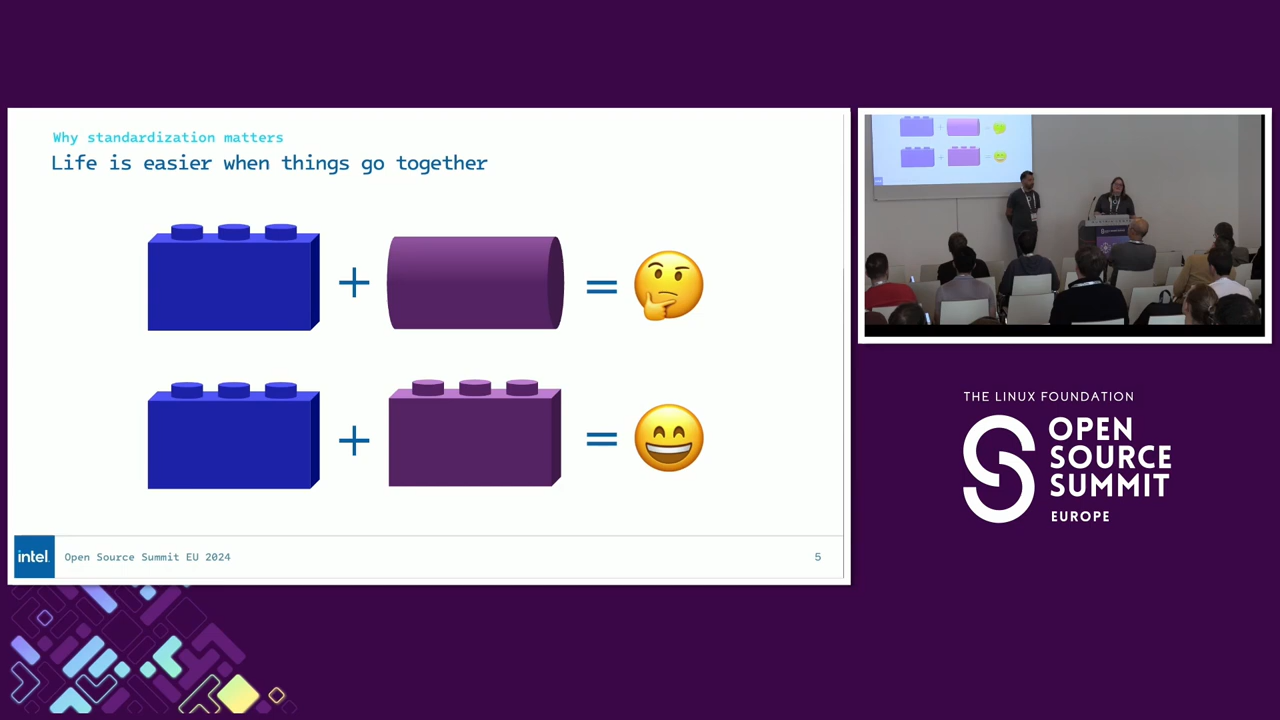 Why standardization matters
Life is easier when things go together
+
=
+
=
intel
Open Source Summit EU 2024
5
THE LINUX FOUNDATION
OPEN
SOURCE
SUMMIT
EUROPE